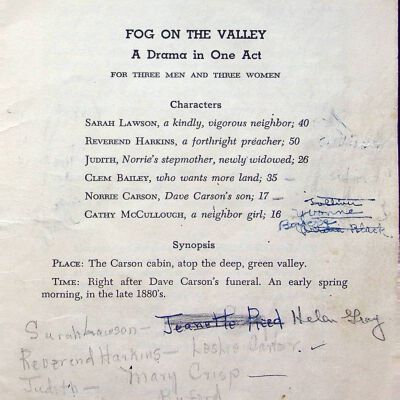 FOG ON THE VALLEY
A Drama in One Act
FOR THREE MEN AND THREE WOMEN
Characters
SARAH LAWSON, a kindly, vigorous neighbor; 40
REVEREND HARKINS, a forthright preacher; 50
JUDITH, Norrie's stepmother, newly widowed; 26
CLEM BAILEY, who wants more land; 35
NORRIE CARSON, Dave Carson's son; 17
CATHY MCCULLOUGH, a neighbor girl; 16
Yvonne
Black
Synopsis
PLACE: The Carson cabin, atop the deep, green valley.
TIME: Right after Dave Carson's funeral. An early spring
morning, in the late 1880's.
Sarah Lawson – Jeanette Reed Helen Gray
Reverend Harkins – Leslie
Judith – Mary Crisp –
Buford